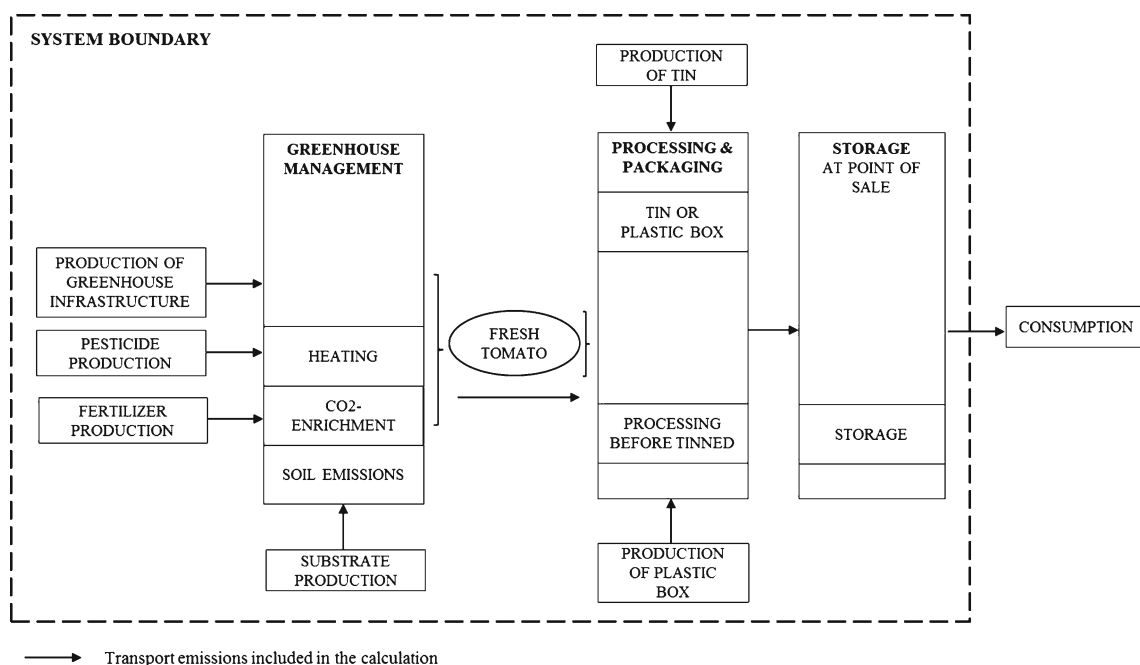 SYSTEM BOUNDARY
PRODUCTION
OF TIN
GREENHOUSE
MANAGEMENT
PROCESSING &
PACKAGING
STORAGE
AT POINT OF
SALE
TIN OR
PLASTIC BOX
PRODUCTION OF
GREENHOUSE
INFRASTRUCTURE
PESTICIDE
PRODUCTION
HEATING
FRESH
TOMATO
CONSUMPTION
FERTILIZER
PRODUCTION
CO2-
ENRICHMENT
PROCESSING
BEFORE TINNED
STORAGE
SOIL EMISSIONS
SUBSTRATE
PRODUCTION
PRODUCTION
OF PLASTIC
BOX
Transport emissions included in the calculation